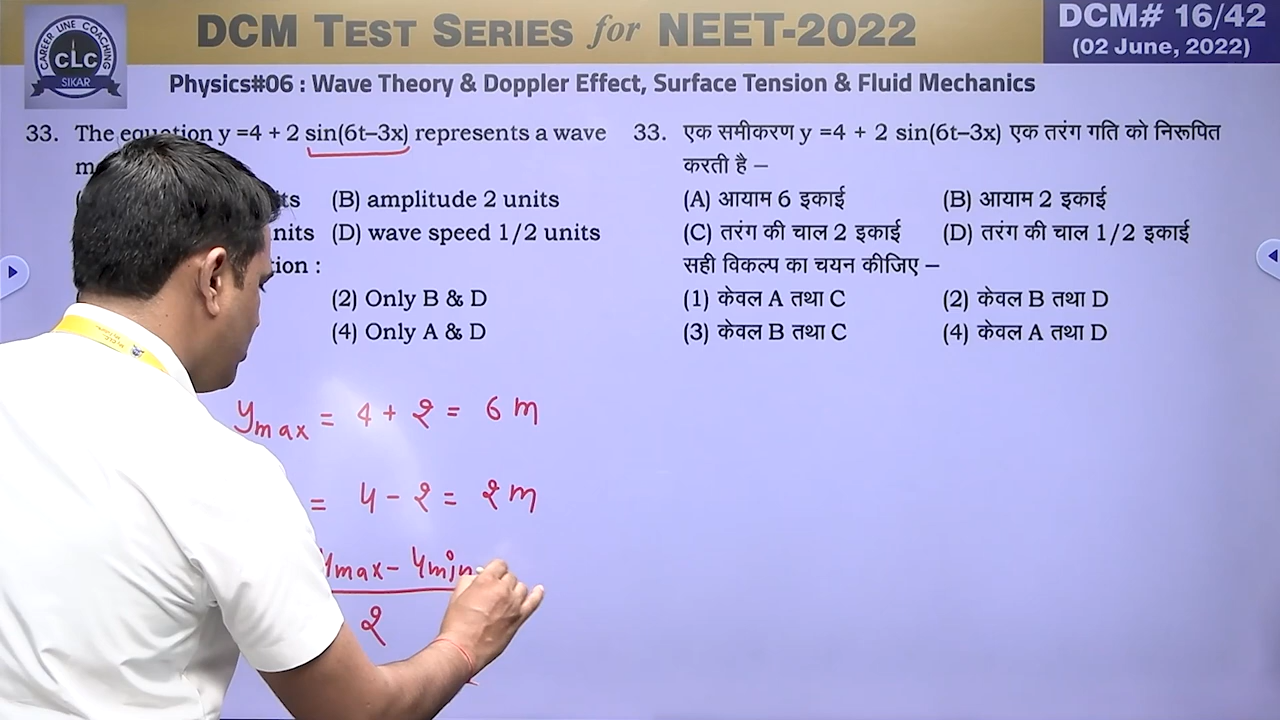 CAREER LINE COACHING
CLC
SIKAR
DCM TEST SERIES for NEET-2022
DCM# 16/42
(02 June, 2022)
Physics#06 : Wave Theory & Doppler Effect, Surface Tension & Fluid Mechanics
33. The equation y =4 + 2 sin(6t–3x) represents a wave
(B) amplitude 2 units
(D) wave speed 1/2 units
(2) Only B & D
(4) Only A & D
33. एक समीकरण y =4 + 2 sin(6t–3x) एक तरंग गति को निरूपित
करती है –
(A) आयाम 6 इकाई (B) आयाम 2 इकाई
(C) तरंग की चाल 2 इकाई (D) तरंग की चाल 1/2 इकाई
सही विकल्प का चयन कीजिए –
(1) केवल A तथा C (2) केवल B तथा D
(3) केवल B तथा C (4) केवल A तथा D
ymax = 4 + 2 = 6 m
= 4 - 2 = 2 m
ymax - ymin
2